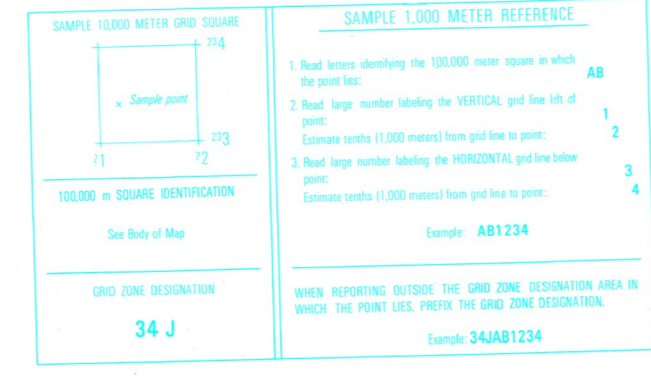 SAMPLE 10,000 METER GRID SQUARE
²³4
× Sample point
²³3
²1
²2
100,000 m SQUARE IDENTIFICATION
See Body of Map
GRID ZONE DESIGNATION
34 J
SAMPLE 1,000 METER REFERENCE
1. Read letters identifying the 100,000 meter square in which
the point lies:
AB
2. Read large number labeling the VERTICAL grid line left of
point:
1
Estimate tenths (1,000 meters) from grid line to point:
2
3. Read large number labeling the HORIZONTAL grid line below
point:
3
Estimate tenths (1,000 meters) from grid line to point:
4
Example: AB1234
WHEN REPORTING OUTSIDE THE GRID ZONE DESIGNATION AREA IN
WHICH THE POINT LIES, PREFIX THE GRID ZONE DESIGNATION.
Example: 34JAB1234